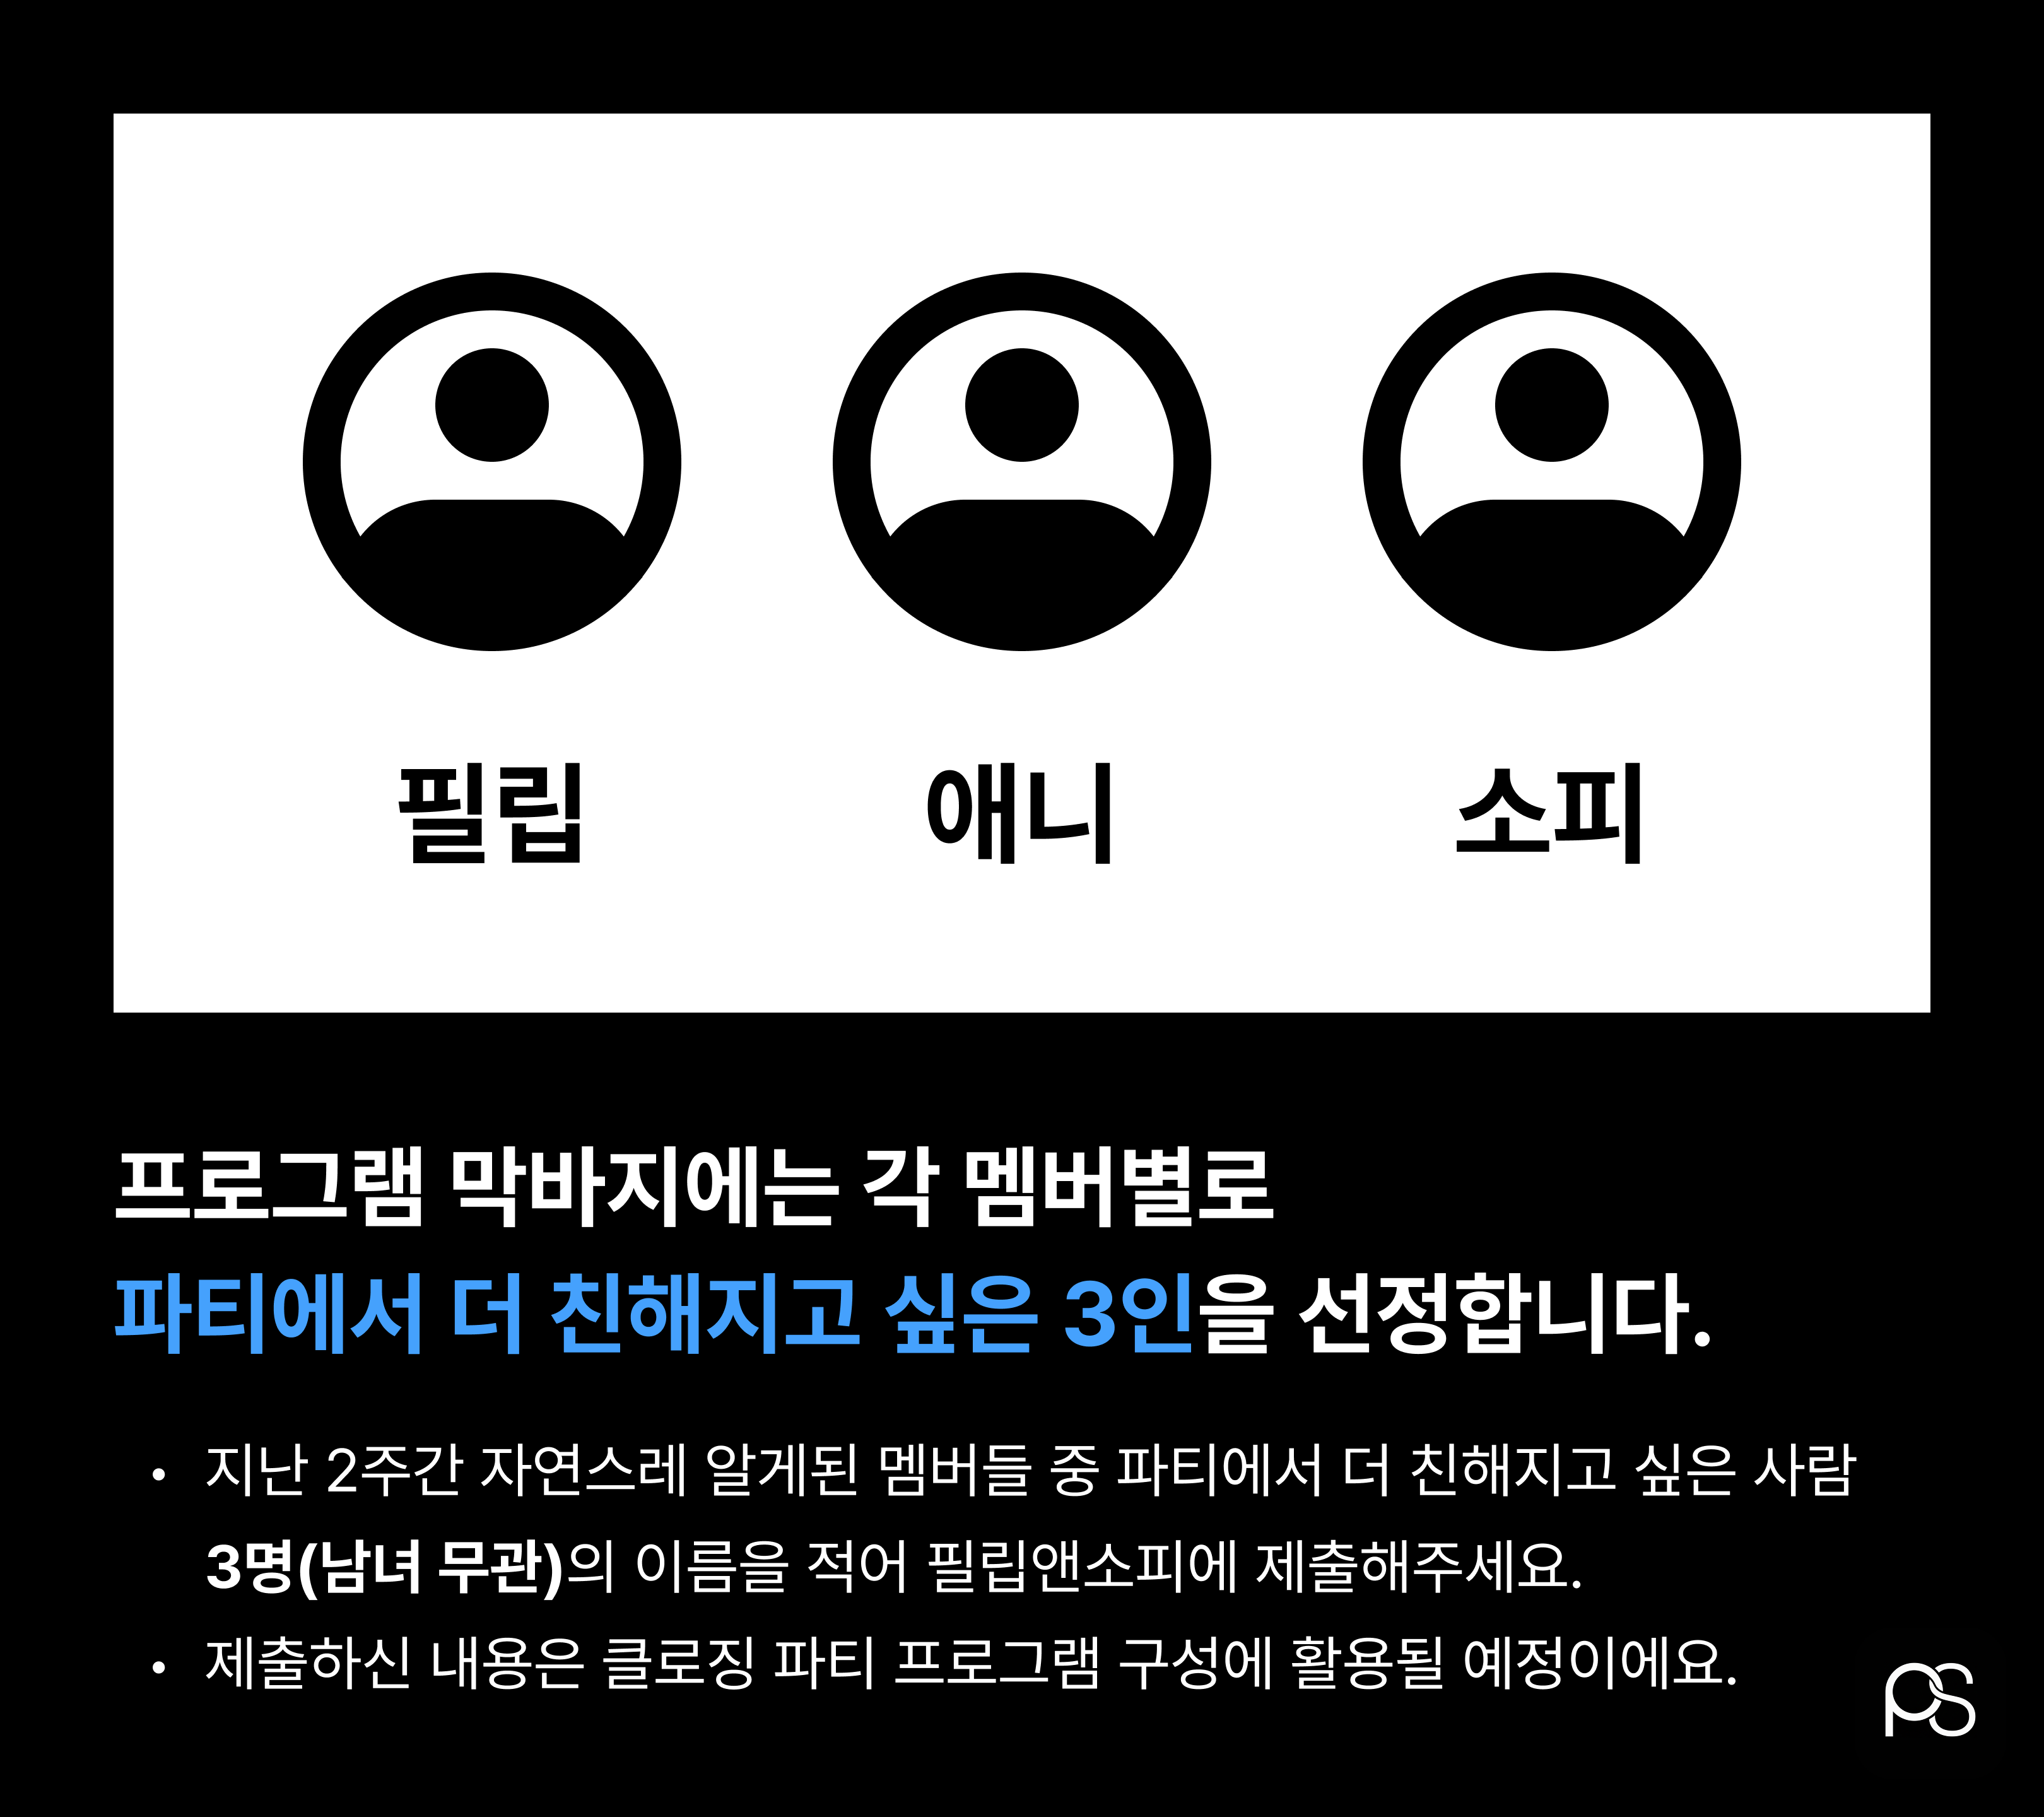 필립 애니 소피
프로그램 막바지에는 각 멤버별로
파티에서 더 친해지고 싶은 3인을 선정합니다.
• 지난 2주간 자연스레 알게된 멤버들 중 파티에서 더 친해지고 싶은 사람
3명(남녀 무관)의 이름을 적어 필립앤소피에 제출해주세요.
• 제출하신 내용은 클로징 파티 프로그램 구성에 활용될 예정이에요.
PS